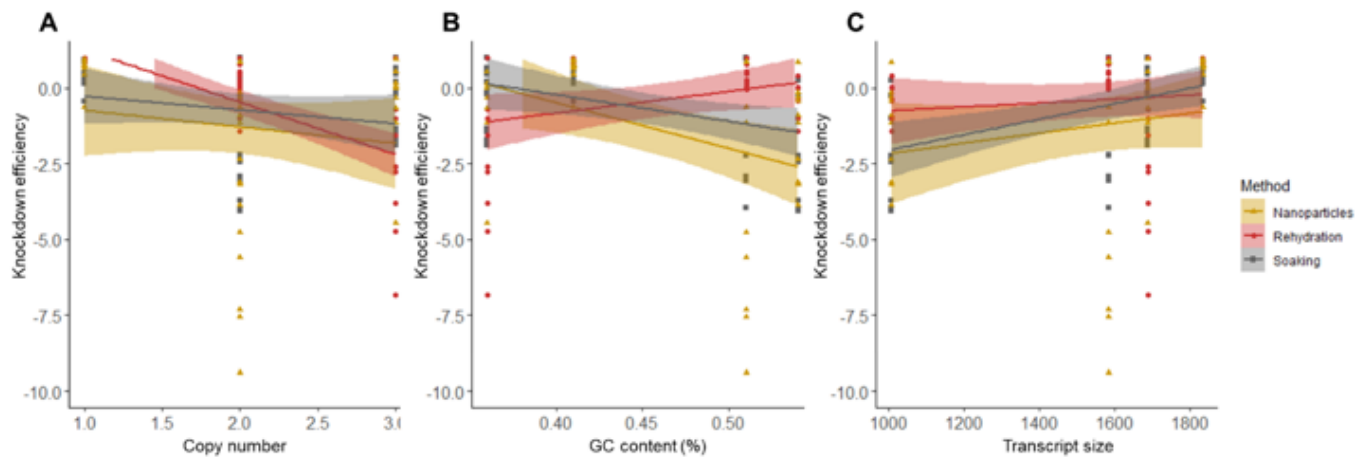 A
B
C
Knockdown efficiency
0.0
-2.5
-5.0
-7.5
-10.0
1.0 1.5 2.0 2.5 3.(
Copy number
Knockdown efficiency
0.0
-2.5
-5.0
-7.5
-10.0
0.40 0.45 0.50
GC content (%)
Knockdown efficiency
0.0
-2.5
-5.0
-7.5
-10.0
1000 1200 1400 1600 1800
Transcript size
Method
Nanoparticles
Rehydration
Soaking